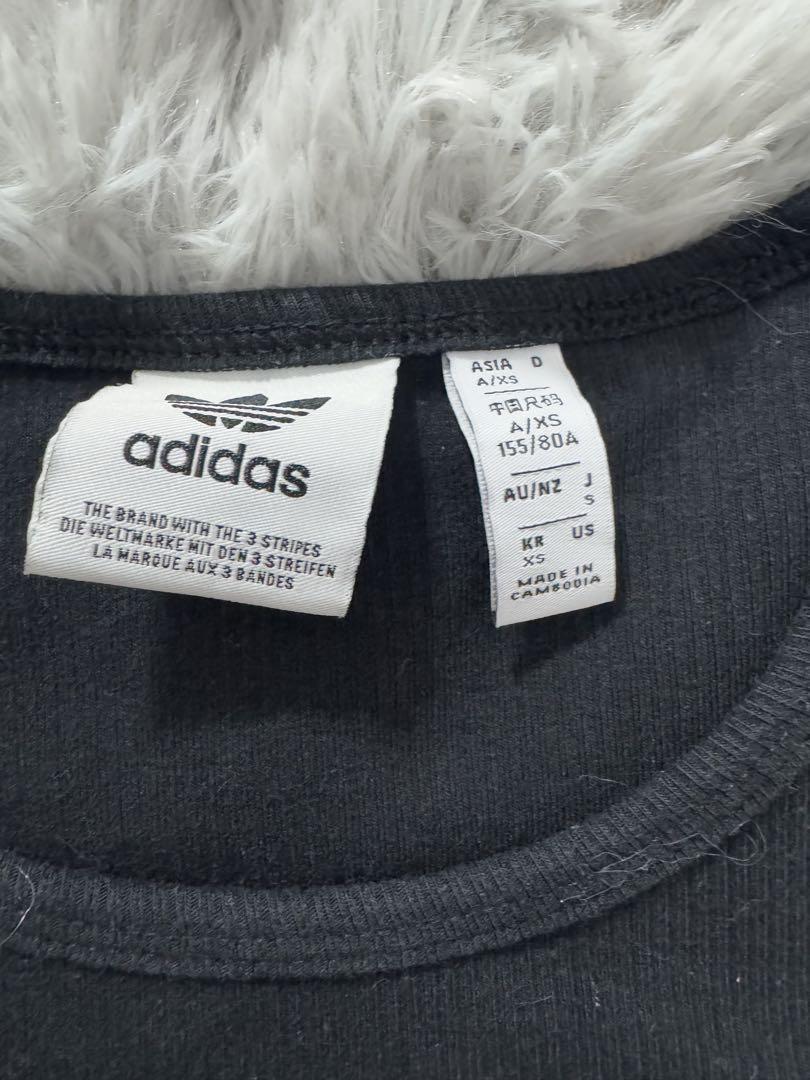 adidas
THE BRAND WITH THE 3 STRIPES
DIE WELTMARKE MIT DEN 3 STREIFEN
LA MARQUE AUX 3 BANDES
ASIA D
A/XS
中国尺码
A/XS
155/80A
AU/NZ J
S
KR US
XS
MADE IN
CAMBODIA